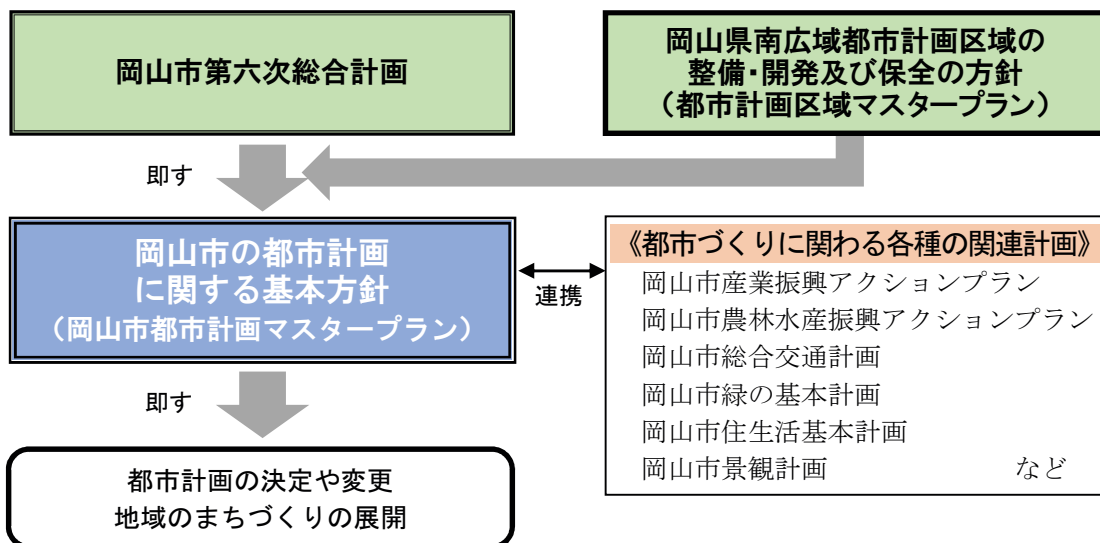 岡山市第六次総合計画
岡山県南広域都市計画区域の
整備・開発及び保全の方針
（都市計画区域マスタープラン）
即す
岡山市の都市計画
に関する基本方針
（岡山市都市計画マスタープラン）
連携
《都市づくりに関わる各種の関連計画》
岡山市産業振興アクションプラン
岡山市農林水産振興アクションプラン
岡山市総合交通計画
岡山市緑の基本計画
岡山市住生活基本計画
岡山市景観計画　　　　　　　など
即す
都市計画の決定や変更
地域のまちづくりの展開